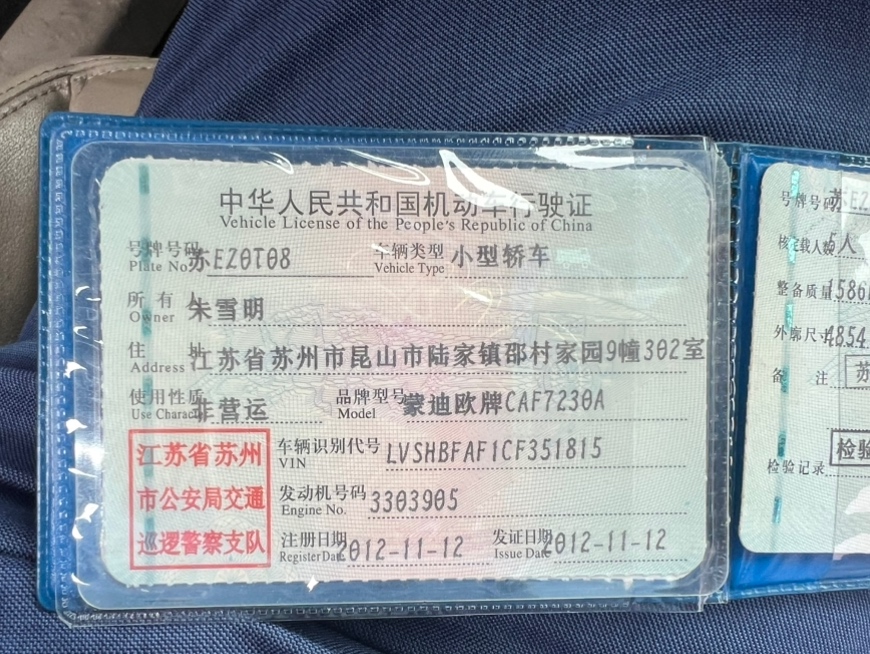 中华人民共和国机动车行驶证
Vehicle License of the People's Republic of China
号牌号码 苏EZ0T08 车辆类型 小型轿车
Plate No. Vehicle Type
所有人 朱雪明
Owner
住址 江苏省苏州市昆山市陆家镇邵村家园9幢302室
Address
使用性质 非营运 品牌型号 蒙迪欧牌CAF7230A
Use Character Model
江苏省苏州
市公安局交通
巡逻警察支队
车辆识别代号 LVSHBFAF1CF351815
VIN
发动机号码 3303905
Engine No.
注册日期 2012-11-12 发证日期 2012-11-12
Register Date Issue Date
号牌号码 苏EZ
核定载人数 5人
整备质量 1586
外廓尺寸 4854
备注 苏
检验记录 检验